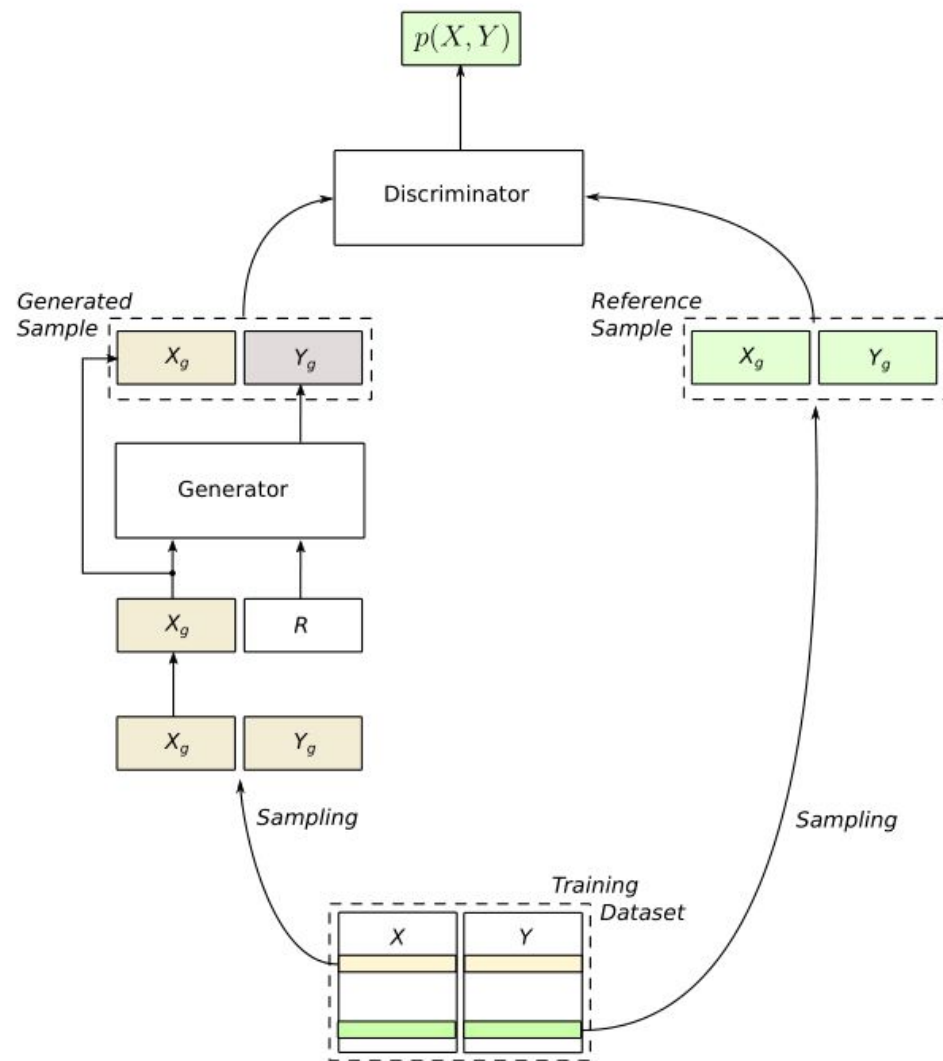 p(X, Y)
Discriminator
Generated
Sample
Reference
Sample
X_g Y_g
X_g Y_g
Generator
X_g R
X_g Y_g
Sampling
Sampling
Training
Dataset
X Y